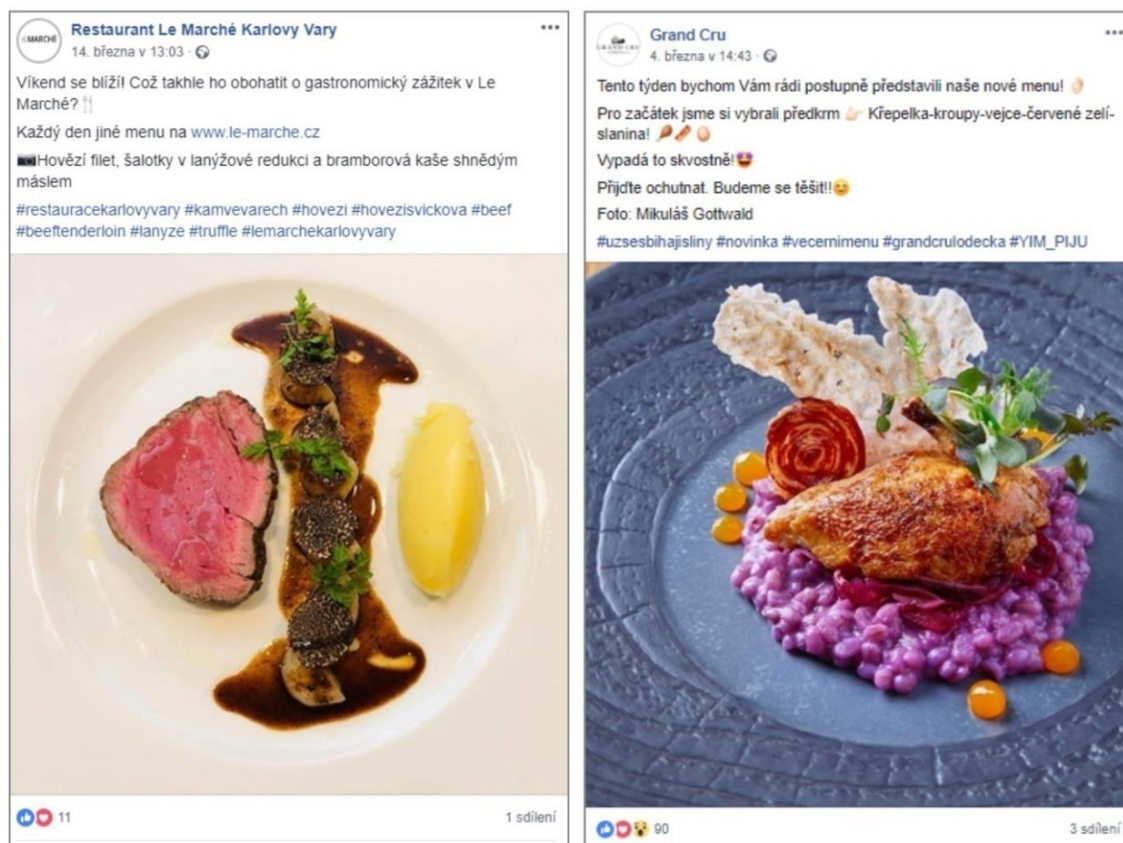 MARCHÉ
Restaurant Le Marché Karlovy Vary
14. března v 13:03
Víkend se blíží! Což takhle ho obohatit o gastronomický zážitek v Le
Marché?🍴
Každý den jiné menu na www.le-marche.cz
📷Hovězí filet, šalotky v lanýžové redukci a bramborová kaše shnědým
máslem
#restauracekarlovyvary #kamvevarech #hovezi #hovezisvickova #beef
#beeftenderloin #lanyze #truffle #lemarchekarlovyvary
11
1 sdílení
GRAND CRU
Grand Cru
4. března v 14:43
Tento týden bychom Vám rádi postupně představili naše nové menu! 👌🏻
Pro začátek jsme si vybrali předkrm 👉🏻 Křepelka-kroupy-vejce-červené zelí-
slanina! 🍗🥓🥚
Vypadá to skvostně!🤩
Přijďte ochutnat. Budeme se těšit!!😊
Foto: Mikuláš Gottwald
#uzsesbihajisliny #novinka #vecernimenu #grandcrulodecka #YIM_PIJU
90
3 sdílení